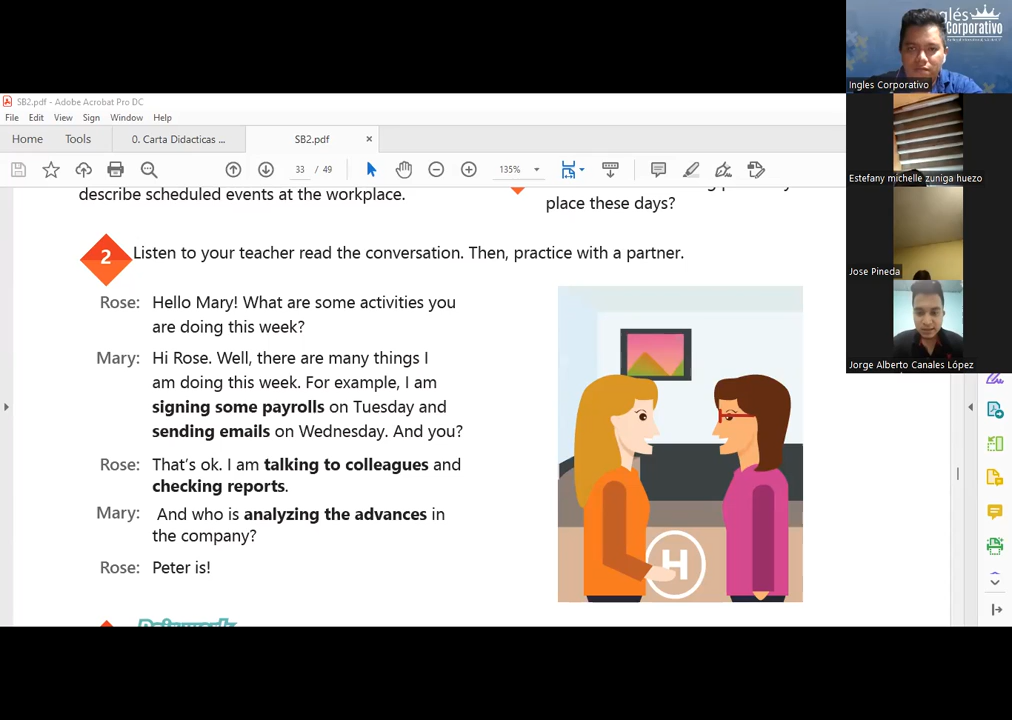 glés
Corporativo
Ingles Corporativo
SB2.pdf - Adobe Acrobat Pro DC
File Edit View Sign Window Help
Home Tools 0. Carta Didacticas ... SB2.pdf ×
33 / 49 135%
Estefany michelle zuniga huezo
describe scheduled events at the workplace.
place these days?
2 Listen to your teacher read the conversation. Then, practice with a partner.
Jose Pineda
Rose: Hello Mary! What are some activities you
are doing this week?
Mary: Hi Rose. Well, there are many things I
am doing this week. For example, I am
signing some payrolls on Tuesday and
sending emails on Wednesday. And you?
Jorge Alberto Canales López
Rose: That's ok. I am talking to colleagues and
checking reports.
Mary: And who is analyzing the advances in
the company?
Rose: Peter is!
H
Pairwork